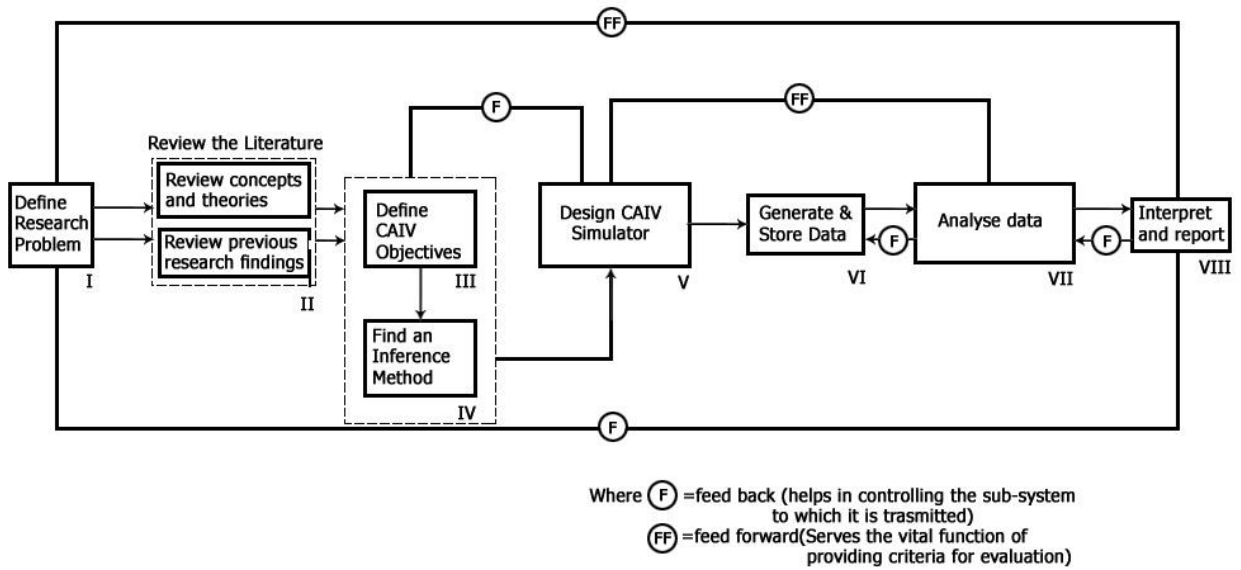 FF
F
FF
Review the Literature
Review concepts
and theories
Define
Research
Problem
I
Review previous
research findings
II
Define
CAIV
Objectives
III
Find an
Inference
Method
IV
Design CAIV
Simulator
V
Generate &
Store Data
VI
F
Analyse data
VII
F
Interpret
and report
VIII
F
Where F =feed back (helps in controlling the sub-system
to which it is trasmitted)
FF =feed forward(Serves the vital function of
providing criteria for evaluation)